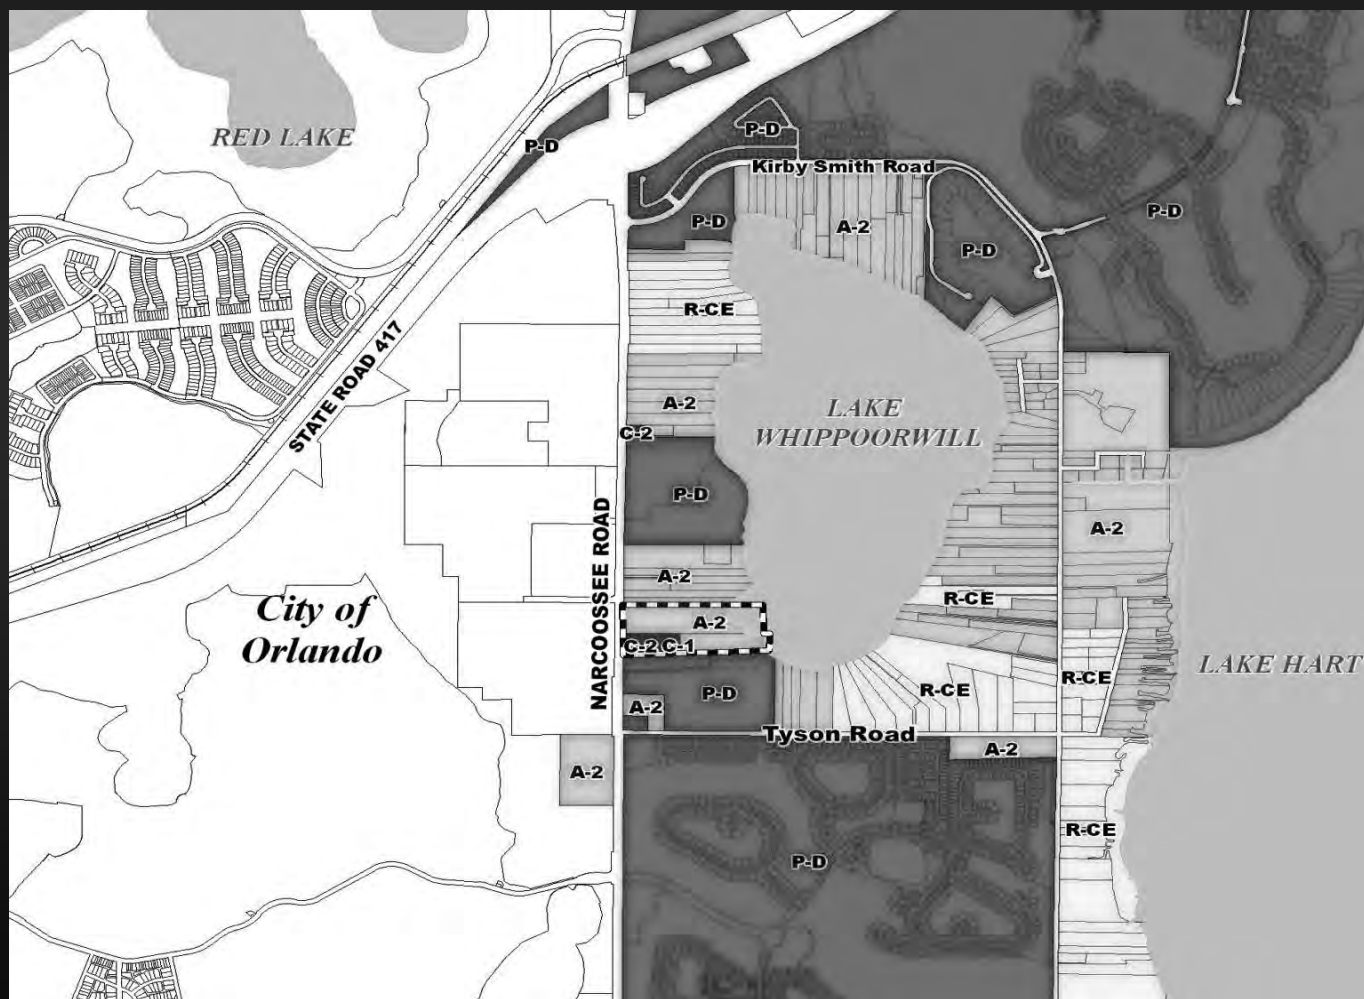 RED LAKE
P-D
P-D
Kirby Smith Road
P-D
A-2
P-D
P-D
R-CE
STATE ROAD 417
A-2
C-2
LAKE
WHIPPOORWILL
P-D
NARCOOSSEE ROAD
A-2
A-2
R-CE
City of
Orlando
A-2
C-2 C-1
LAKE HART
R-CE
R-CE
P-D
A-2
Tyson Road
A-2
A-2
R-CE
P-D